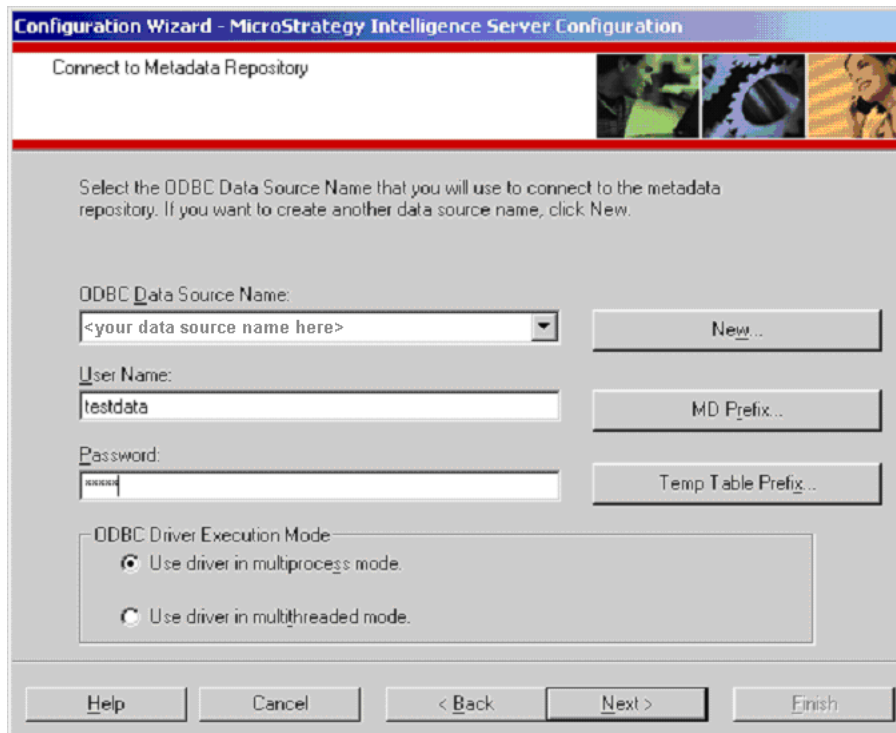 Configuration Wizard - MicroStrategy Intelligence Server Configuration
Connect to Metadata Repository
Select the ODBC Data Source Name that you will use to connect to the metadata
repository. If you want to create another data source name, click New.
ODBC Data Source Name:
<your data source name here>
New...
User Name:
testdata
MD Prefix...
Password:
*****
Temp Table Prefix...
ODBC Driver Execution Mode
Use driver in multiprocess mode.
Use driver in multithreaded mode.
Help
Cancel
< Back
Next >
Finish